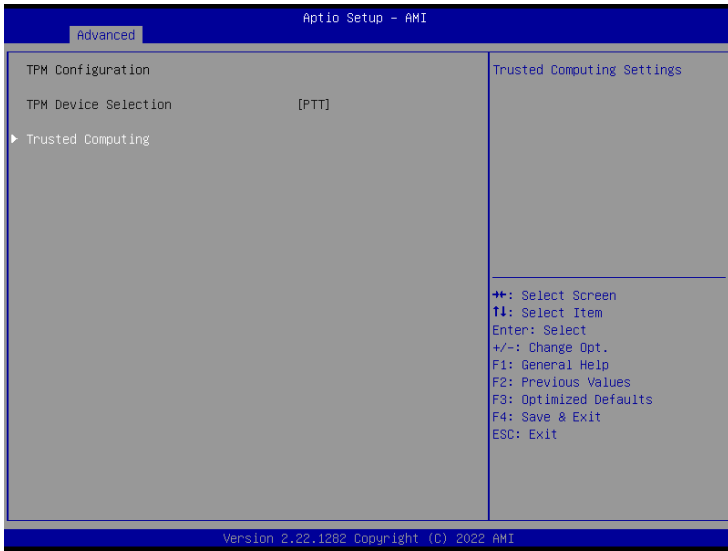 Aptio Setup – AMI
Advanced
TPM Configuration
TPM Device Selection [PTT]
Trusted Computing
Trusted Computing Settings
→←: Select Screen
↑↓: Select Item
Enter: Select
+/-: Change Opt.
F1: General Help
F2: Previous Values
F3: Optimized Defaults
F4: Save & Exit
ESC: Exit
Version 2.22.1282 Copyright (C) 2022 AMI